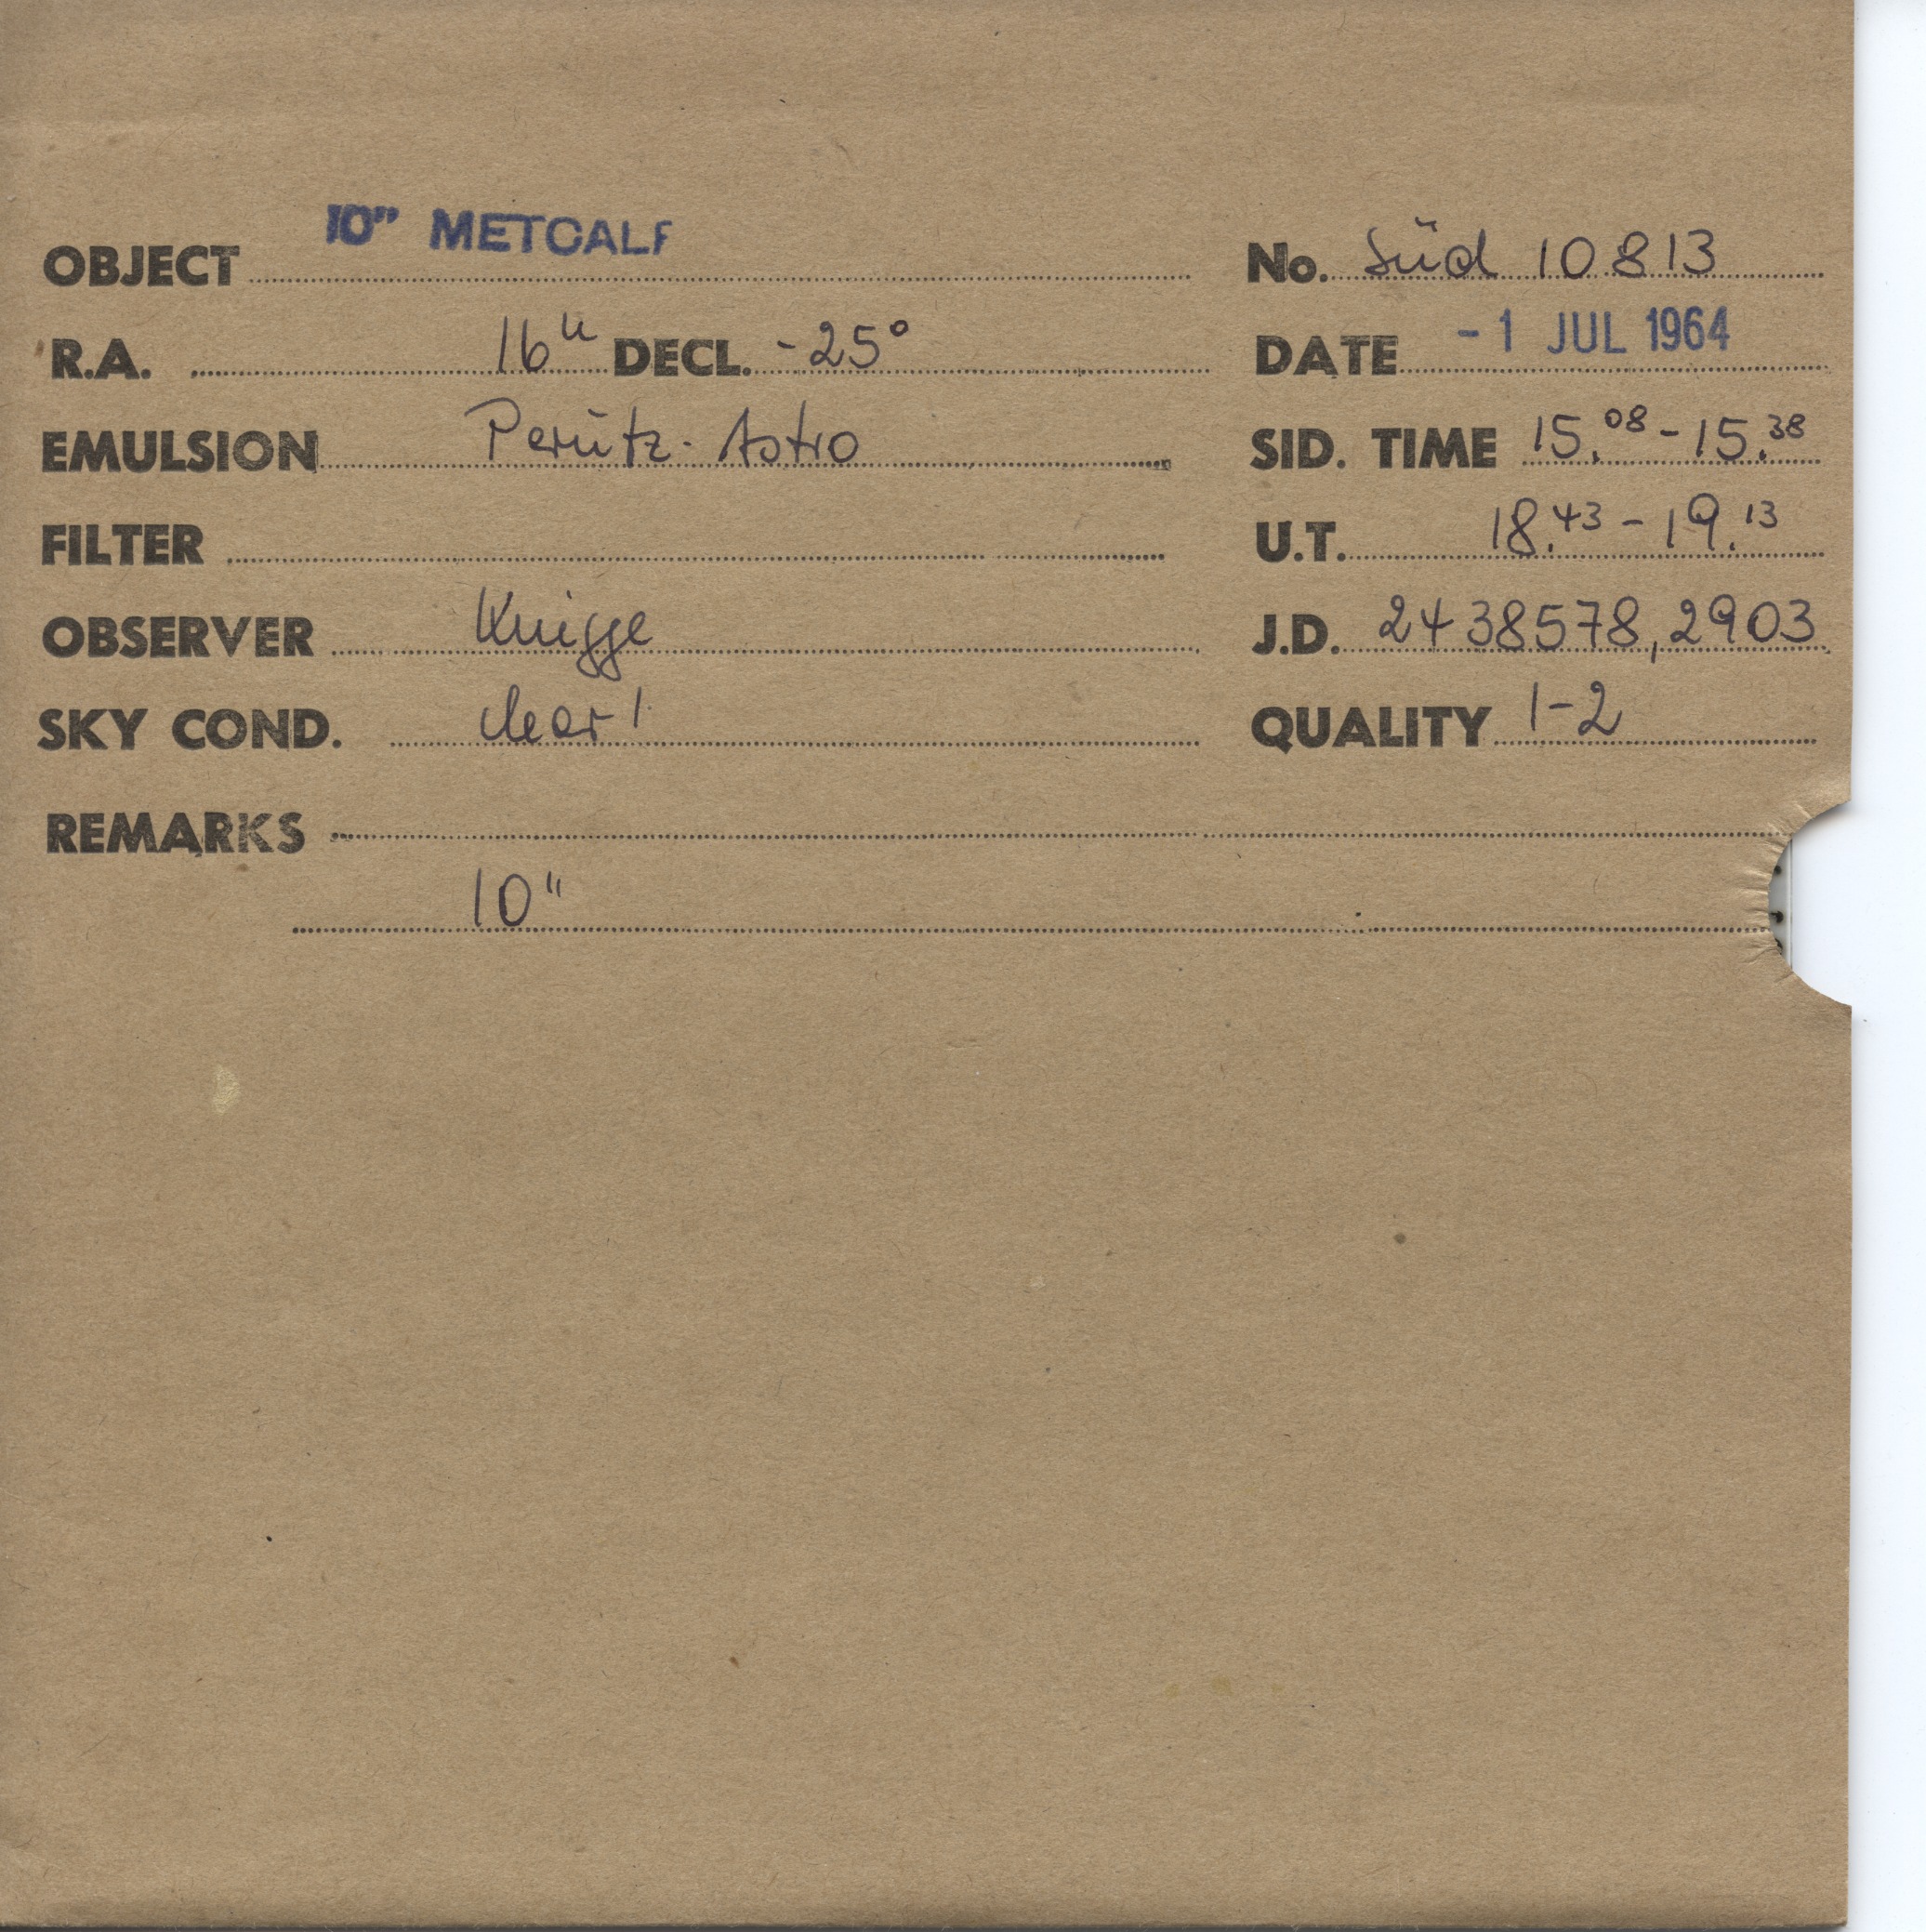 OBJECT 10" METCALF No. Süd 10813
R.A. 16h DECL. -25° DATE -1 JUL 1964
EMULSION Perutz-Astro SID. TIME 15.08-15.38
FILTER U.T. 18.43-19.13
OBSERVER Knigge J.D. 2438578,2903
SKY COND. clear! QUALITY 1-2
REMARKS
10"